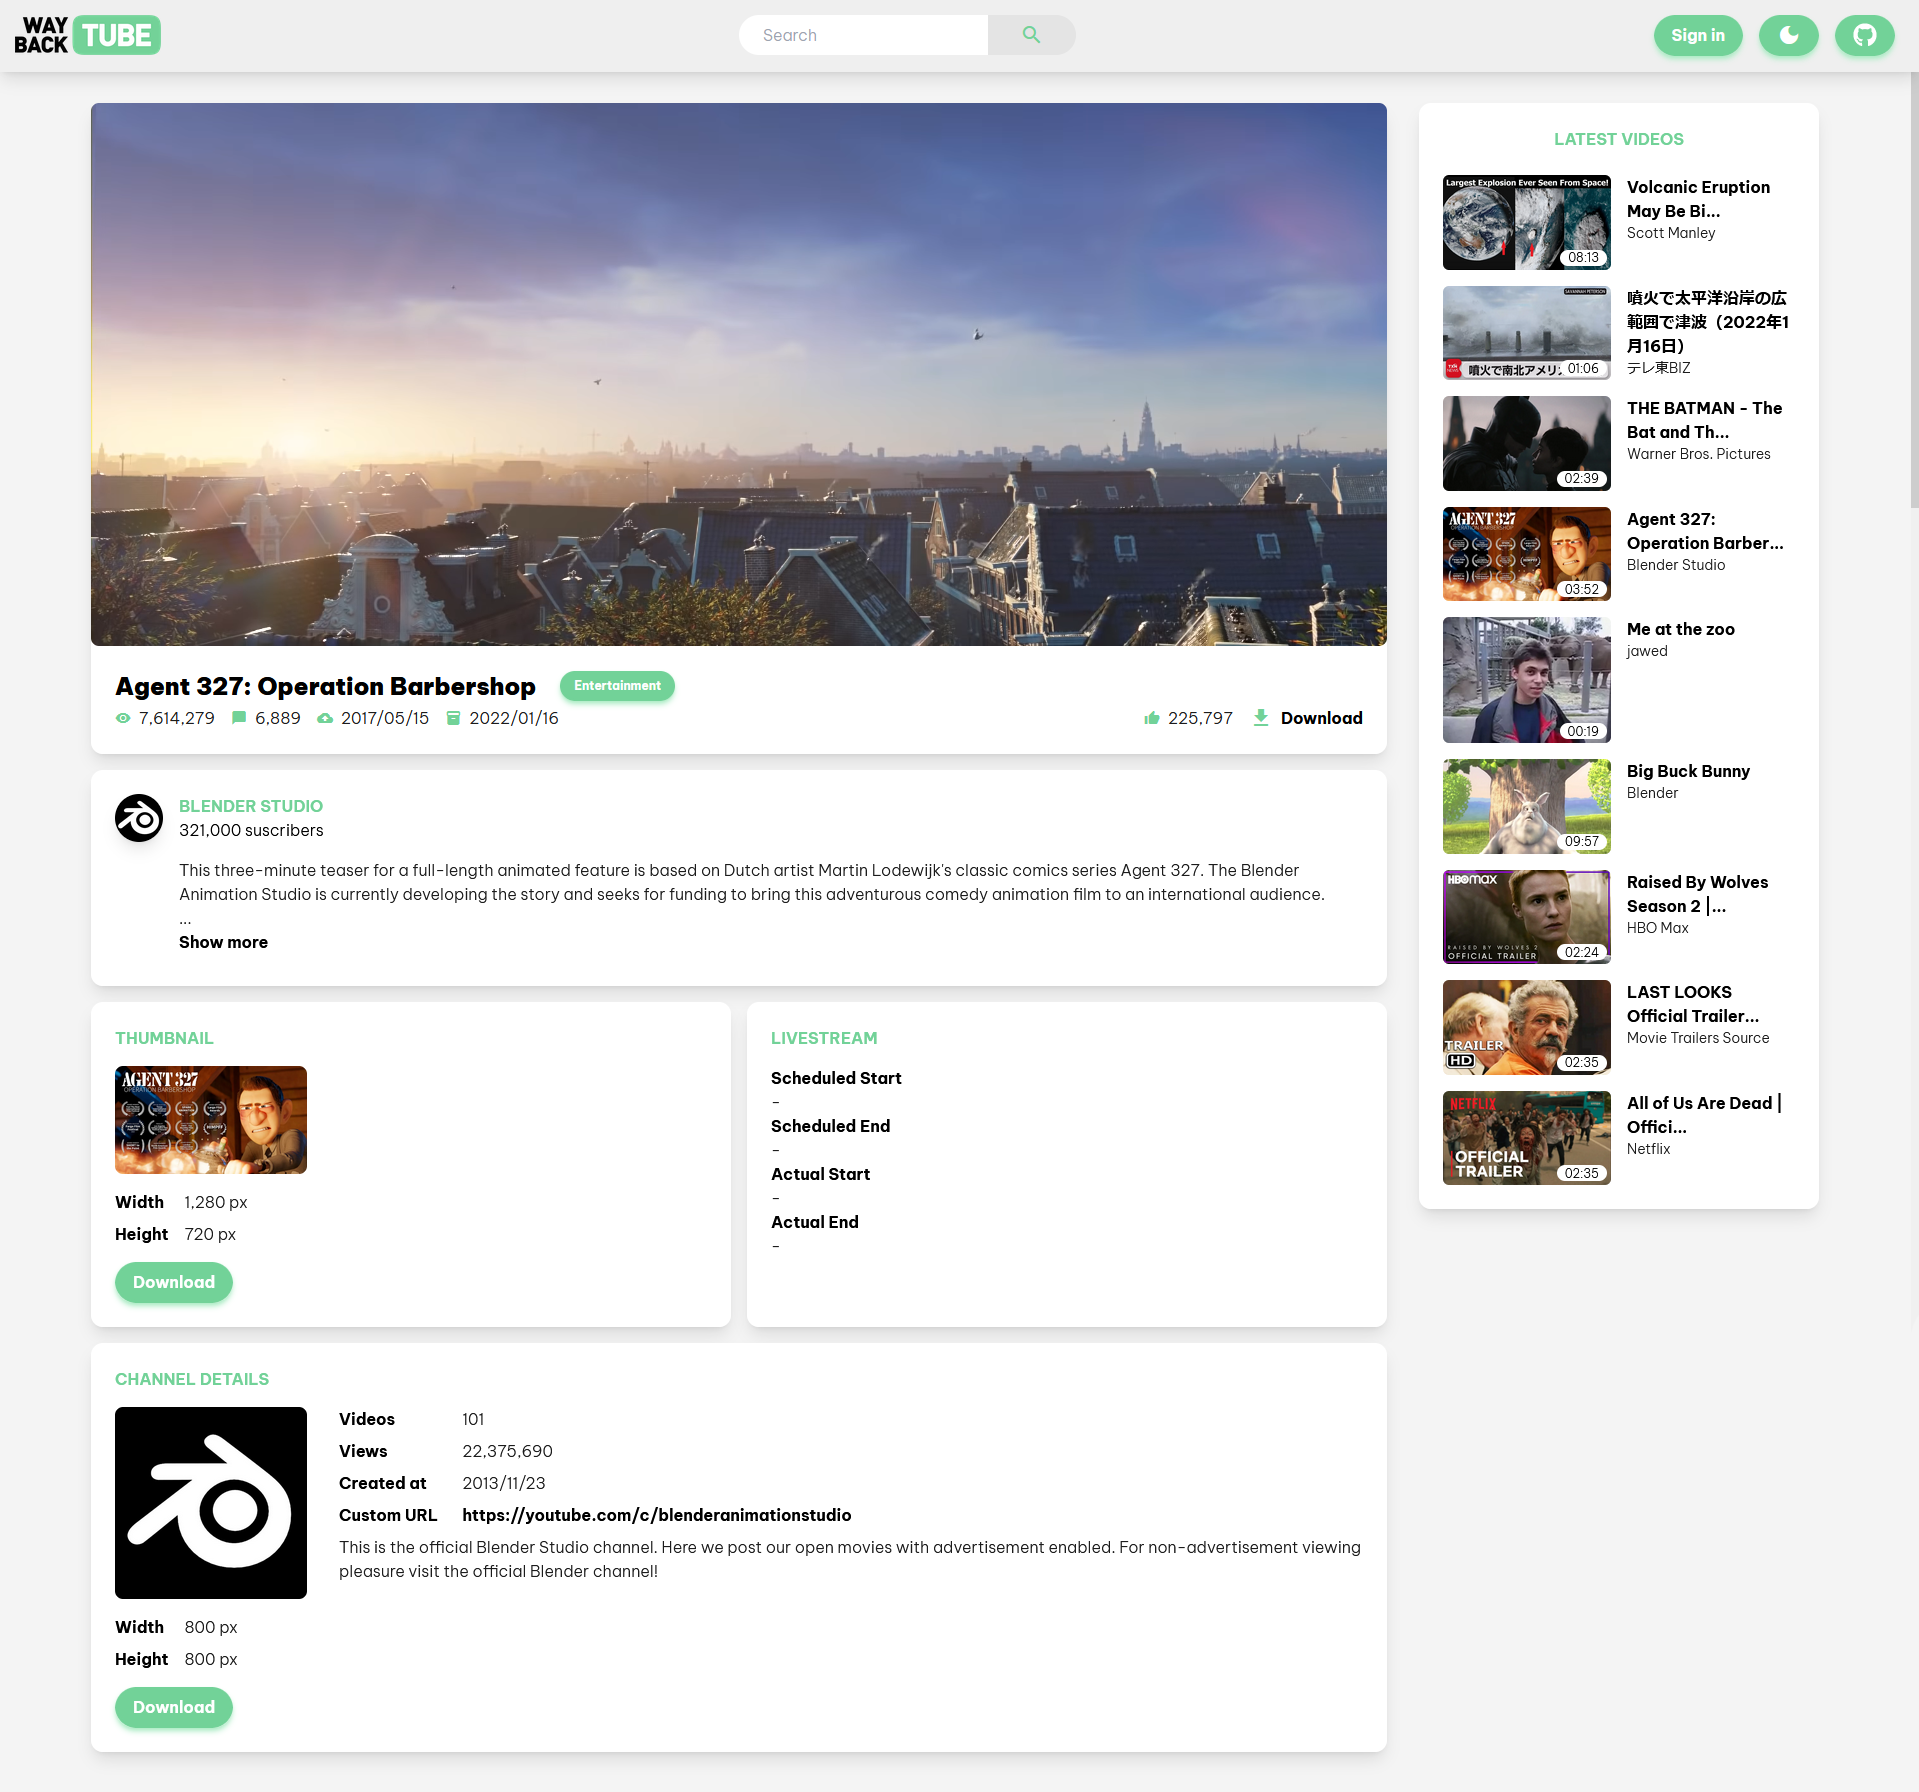 WAY BACK TUBE
Search
Sign in
Agent 327: Operation Barbershop
Entertainment
7,614,279
6,889
2017/05/15
2022/01/16
225,797
Download
BLENDER STUDIO
321,000 suscribers
This three-minute teaser for a full-length animated feature is based on Dutch artist Martin Lodewijk's classic comics series Agent 327. The Blender
Animation Studio is currently developing the story and seeks for funding to bring this adventurous comedy animation film to an international audience.
...
Show more
THUMBNAIL
AGENT 327
OPERATION BARBERSHOP
Width 1,280 px
Height 720 px
Download
LIVESTREAM
Scheduled Start
-
Scheduled End
-
Actual Start
-
Actual End
-
CHANNEL DETAILS
Videos 101
Views 22,375,690
Created at 2013/11/23
Custom URL https://youtube.com/c/blenderanimationstudio
This is the official Blender Studio channel. Here we post our open movies with advertisement enabled. For non-advertisement viewing
pleasure visit the official Blender channel!
Width 800 px
Height 800 px
Download
LATEST VIDEOS
Largest Explosion Ever Seen From Space!
08:13
Volcanic Eruption
May Be Bi...
Scott Manley
SAVANNAH PETERSON
噴火で南北アメリ
01:06
噴火で太平洋沿岸の広
範囲で津波（2022年1
月16日）
テレ東BIZ
02:39
THE BATMAN - The
Bat and Th...
Warner Bros. Pictures
AGENT 327
OPERATION BARBERSHOP
03:52
Agent 327:
Operation Barber...
Blender Studio
00:19
Me at the zoo
jawed
09:57
Big Buck Bunny
Blender
HBOMAX
RAISED BY WOLVES 2
OFFICIAL TRAILER
02:24
Raised By Wolves
Season 2 |...
HBO Max
TRAILER
HD
02:35
LAST LOOKS
Official Trailer...
Movie Trailers Source
NETFLIX
OFFICIAL
TRAILER
02:35
All of Us Are Dead |
Offici...
Netflix